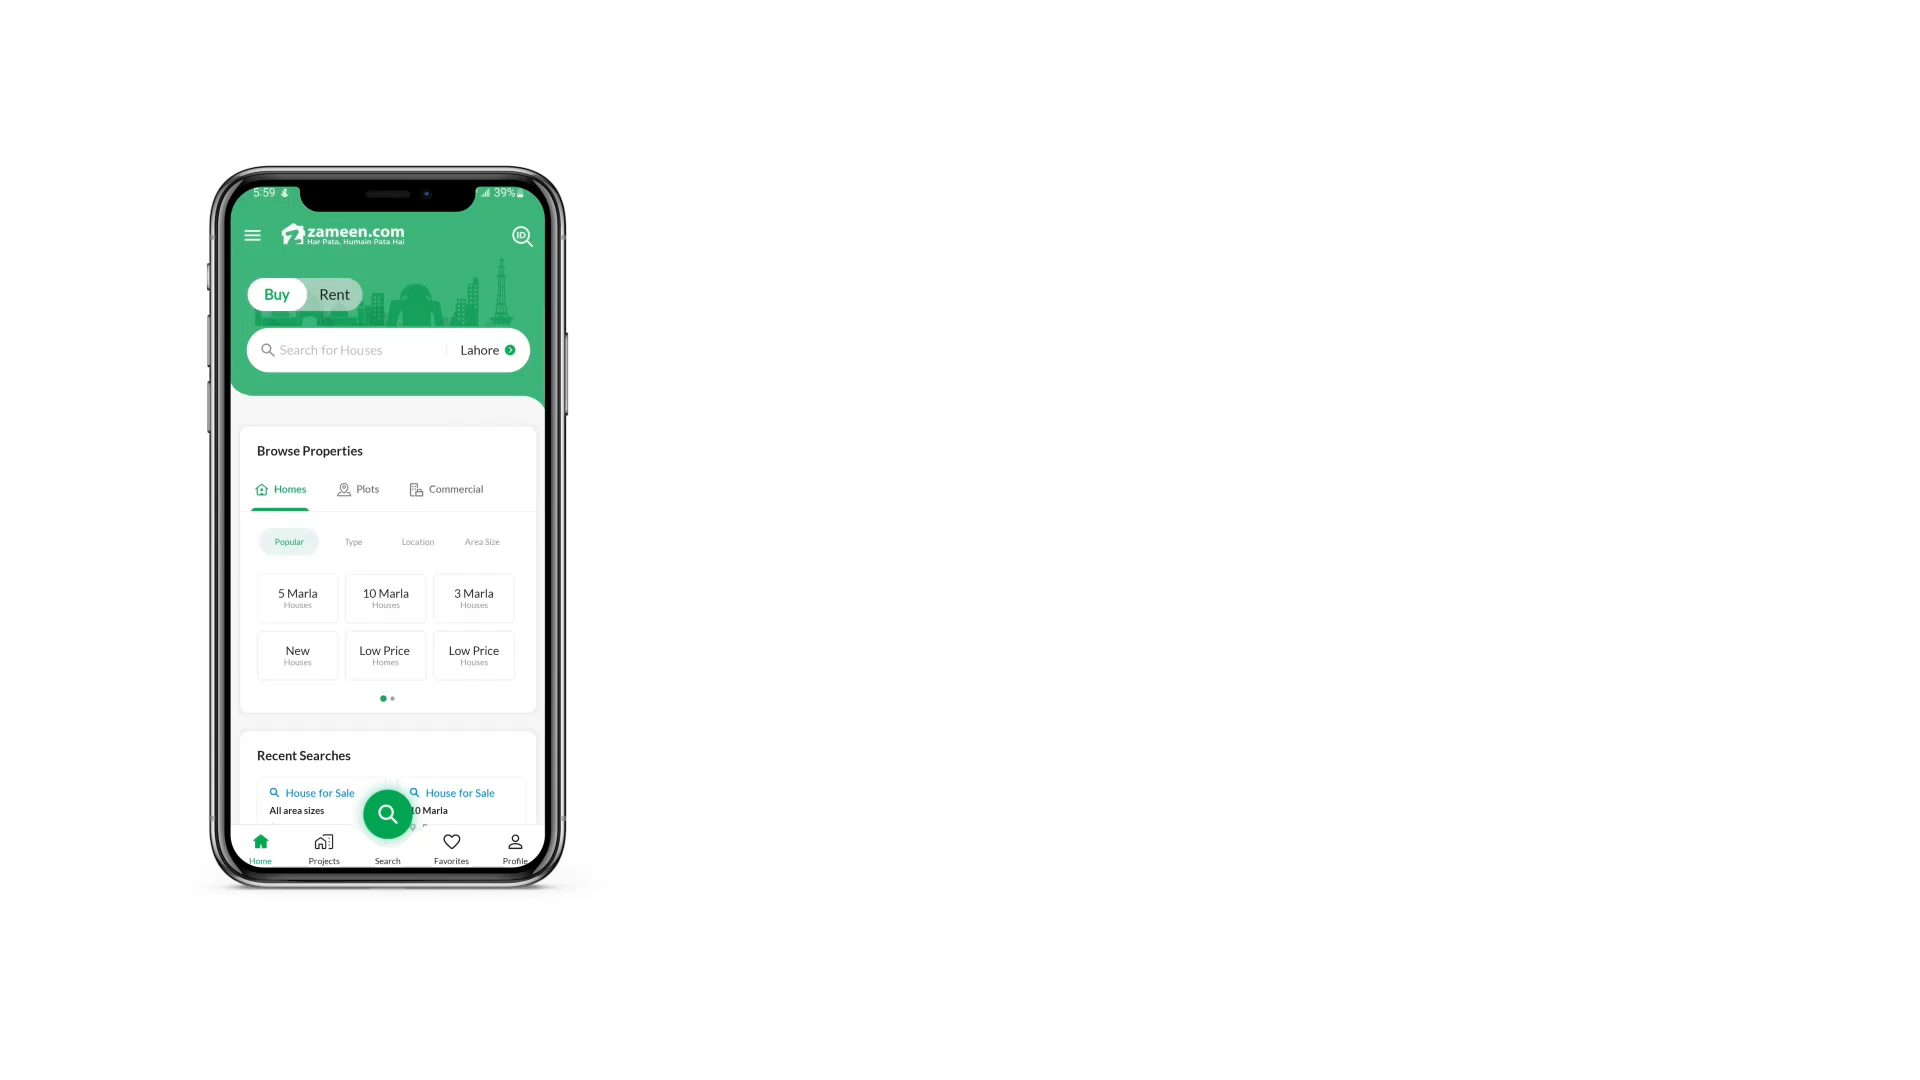 5:59
39%
zameen.com
Har Pata, Humain Pata Hai
ID
Buy Rent
Search for Houses Lahore
Browse Properties
Homes Plots Commercial
Popular Type Location Area Size
5 Marla 10 Marla 3 Marla
Houses Houses Houses
New Low Price Low Price
Houses Homes Houses
Recent Searches
House for Sale House for Sale
All area sizes 10 Marla
Home Projects Search Favorites Profile